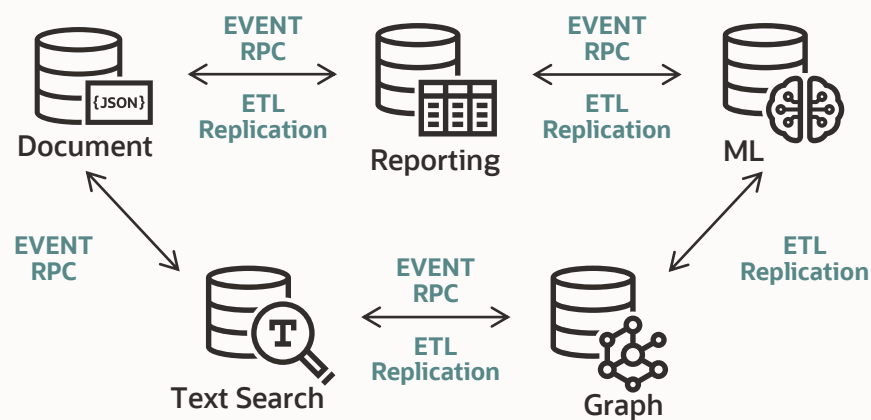 EVENT
RPC
EVENT
RPC
{JSON}
ETL
Replication
ETL
Replication
Document
Reporting
ML
EVENT
RPC
ETL
Replication
EVENT
RPC
T
ETL
Replication
Text Search
Graph